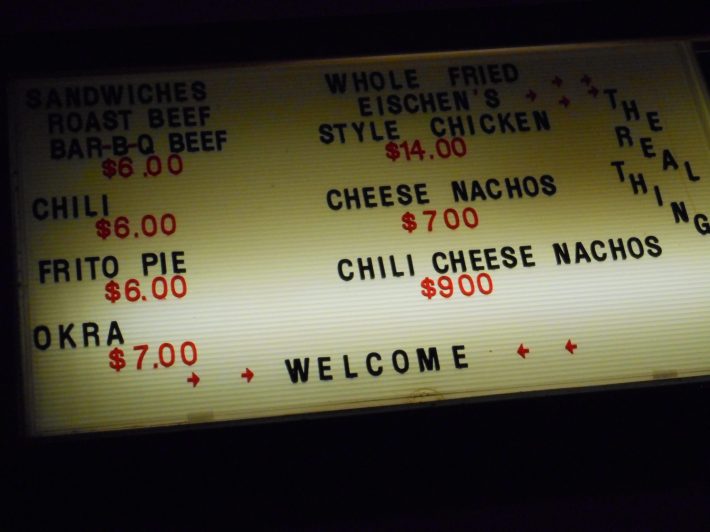 SANDWICHES
ROAST BEEF
BAR-B-Q BEEF
$6.00
CHILI
$6.00
FRITO PIE
$6.00
OKRA
$7.00
WHOLE FRIED
EISCHEN'S
STYLE CHICKEN
$14.00
CHEESE NACHOS
$700
CHILI CHEESE NACHOS
$900
THE
REAL
THING
WELCOME